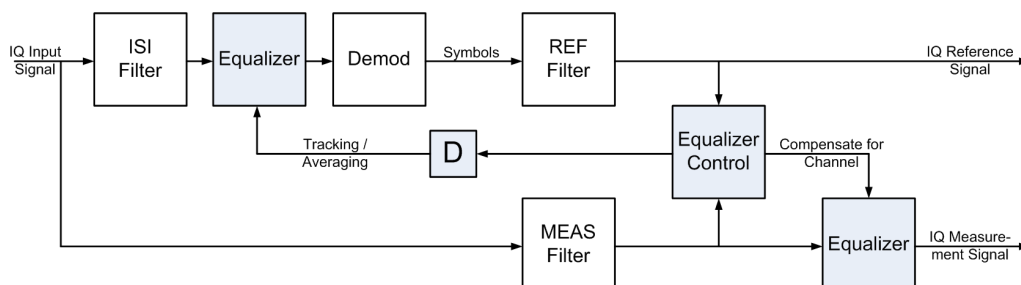 IQ Input
Signal
ISI
Filter
Equalizer
Demod
Symbols
REF
Filter
IQ Reference
Signal
Tracking /
Averaging
D
Equalizer
Control
Compensate for
Channel
MEAS
Filter
Equalizer
IQ Measure-
ment Signal